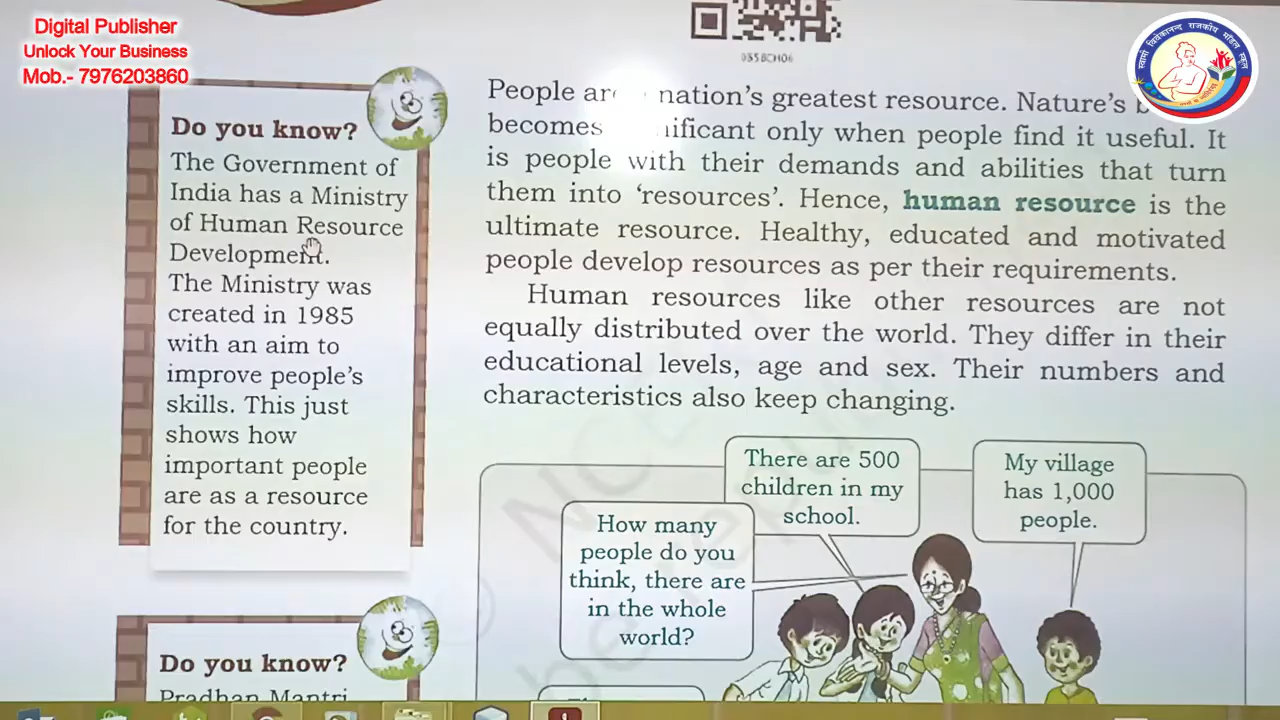 Digital Publisher
Unlock Your Business
Mob.- 7976203860
स्वामी विवेकानन्द राजकीय मॉडल स्कूल
Do you know?
The Government of
India has a Ministry
of Human Resource
Development.
The Ministry was
created in 1985
with an aim to
improve people's
skills. This just
shows how
important people
are as a resource
for the country.
Do you know?
Pradhan Mantri
People are nation's greatest resource. Nature's
becomes only when people find it useful. It
is people with their demands and abilities that turn
them into 'resources'. Hence, human resource is the
ultimate resource. Healthy, educated and motivated
people develop resources as per their requirements.
Human resources like other resources are not
equally distributed over the world. They differ in their
educational levels, age and sex. Their numbers and
characteristics also keep changing.
There are 500
children in my
school.
My village
has 1,000
people.
How many
people do you
think, there are
in the whole
world?